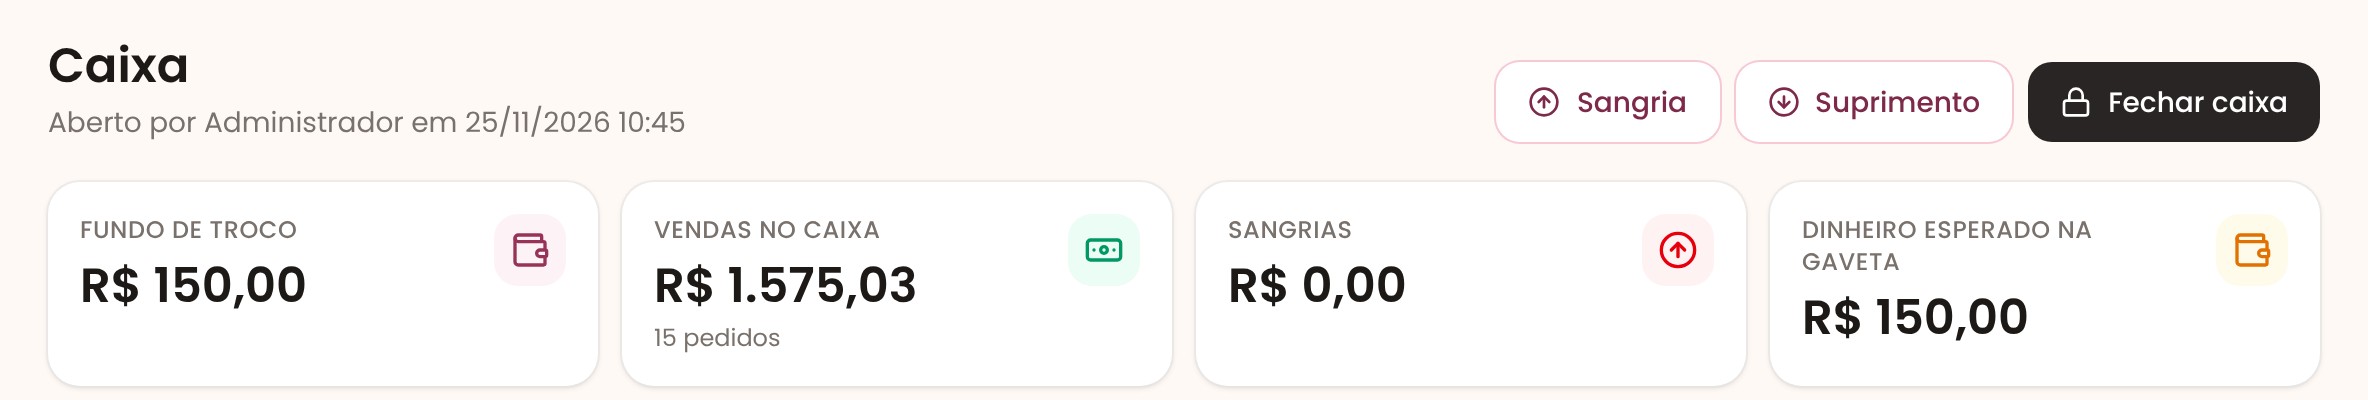 Caixa
Aberto por Administrador em 25/11/2026 10:45
Sangria
Suprimento
Fechar caixa
FUNDO DE TROCO
R$ 150,00
VENDAS NO CAIXA
R$ 1.575,03
15 pedidos
SANGRIAS
R$ 0,00
DINHEIRO ESPERADO NA
GAVETA
R$ 150,00